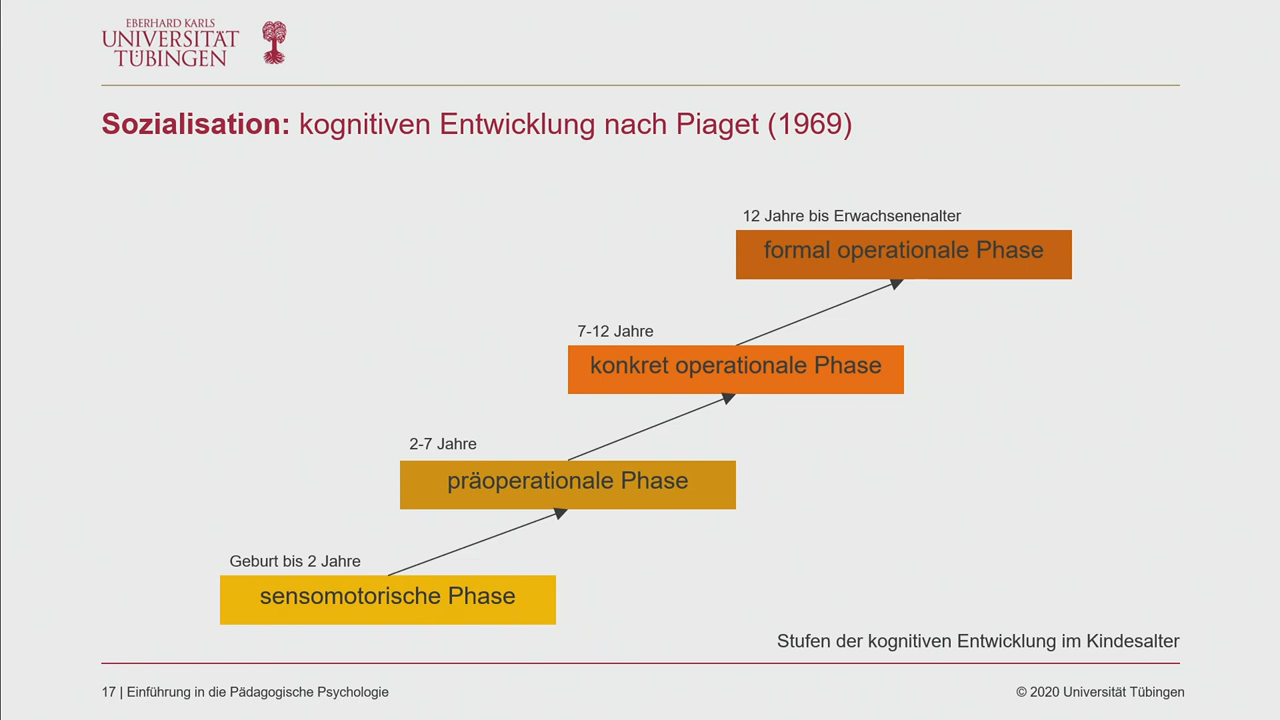 EBERHARD KARLS
UNIVERSITÄT
TÜBINGEN
Sozialisation: kognitiven Entwicklung nach Piaget (1969)
12 Jahre bis Erwachsenenalter
formal operationale Phase
7-12 Jahre
konkret operationale Phase
2-7 Jahre
präoperationale Phase
Geburt bis 2 Jahre
sensomotorische Phase
Stufen der kognitiven Entwicklung im Kindesalter
17 | Einführung in die Pädagogische Psychologie
© 2020 Universität Tübingen